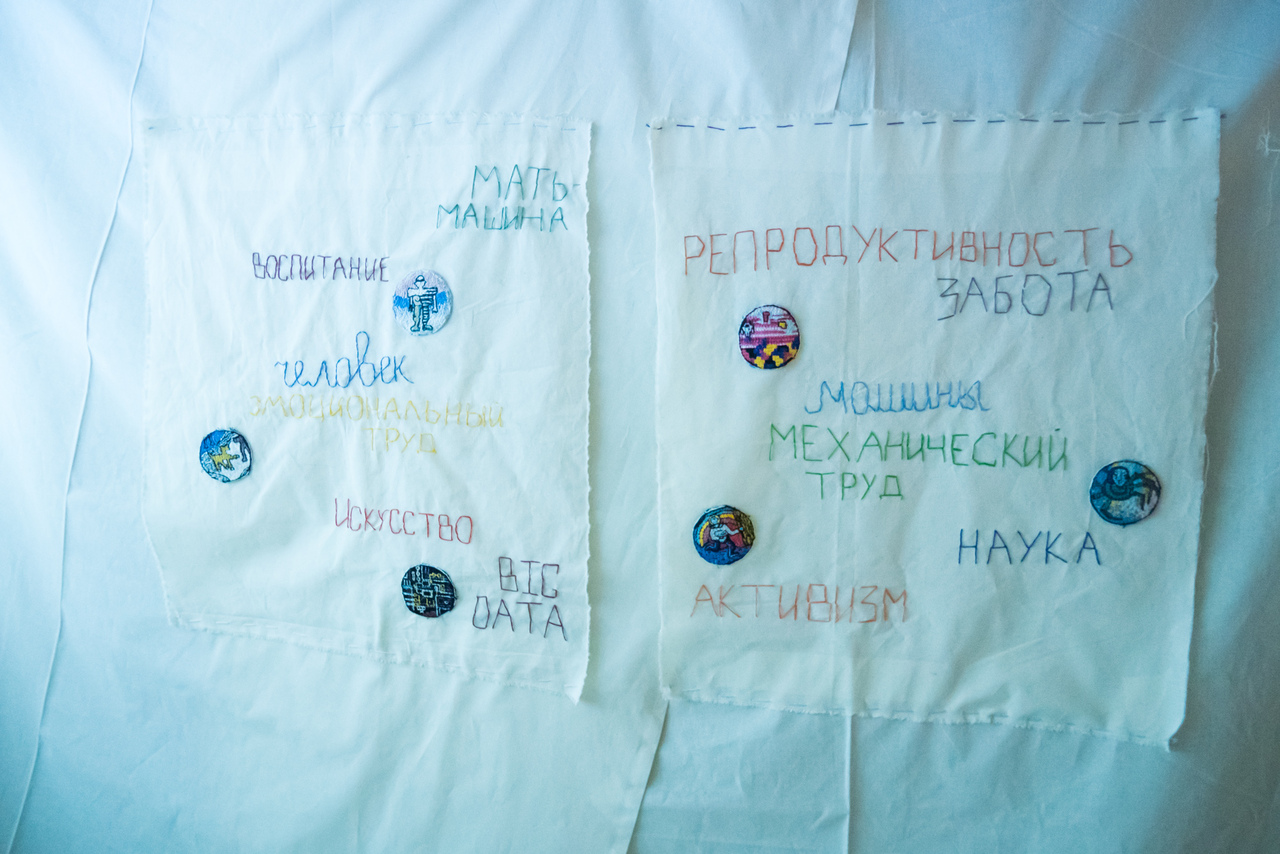 МАТЬ-
МАШИНА
ВОСПИТАНИЕ
человек
ЭМОЦИОНАЛЬНЫЙ
ТРУД
ИСКУССТВО
BIG
DATA
РЕПРОДУКТИВНОСТЬ
ЗАБОТА
машины
МЕХАНИЧЕСКИЙ
ТРУД
НАУКА
АКТИВИЗМ